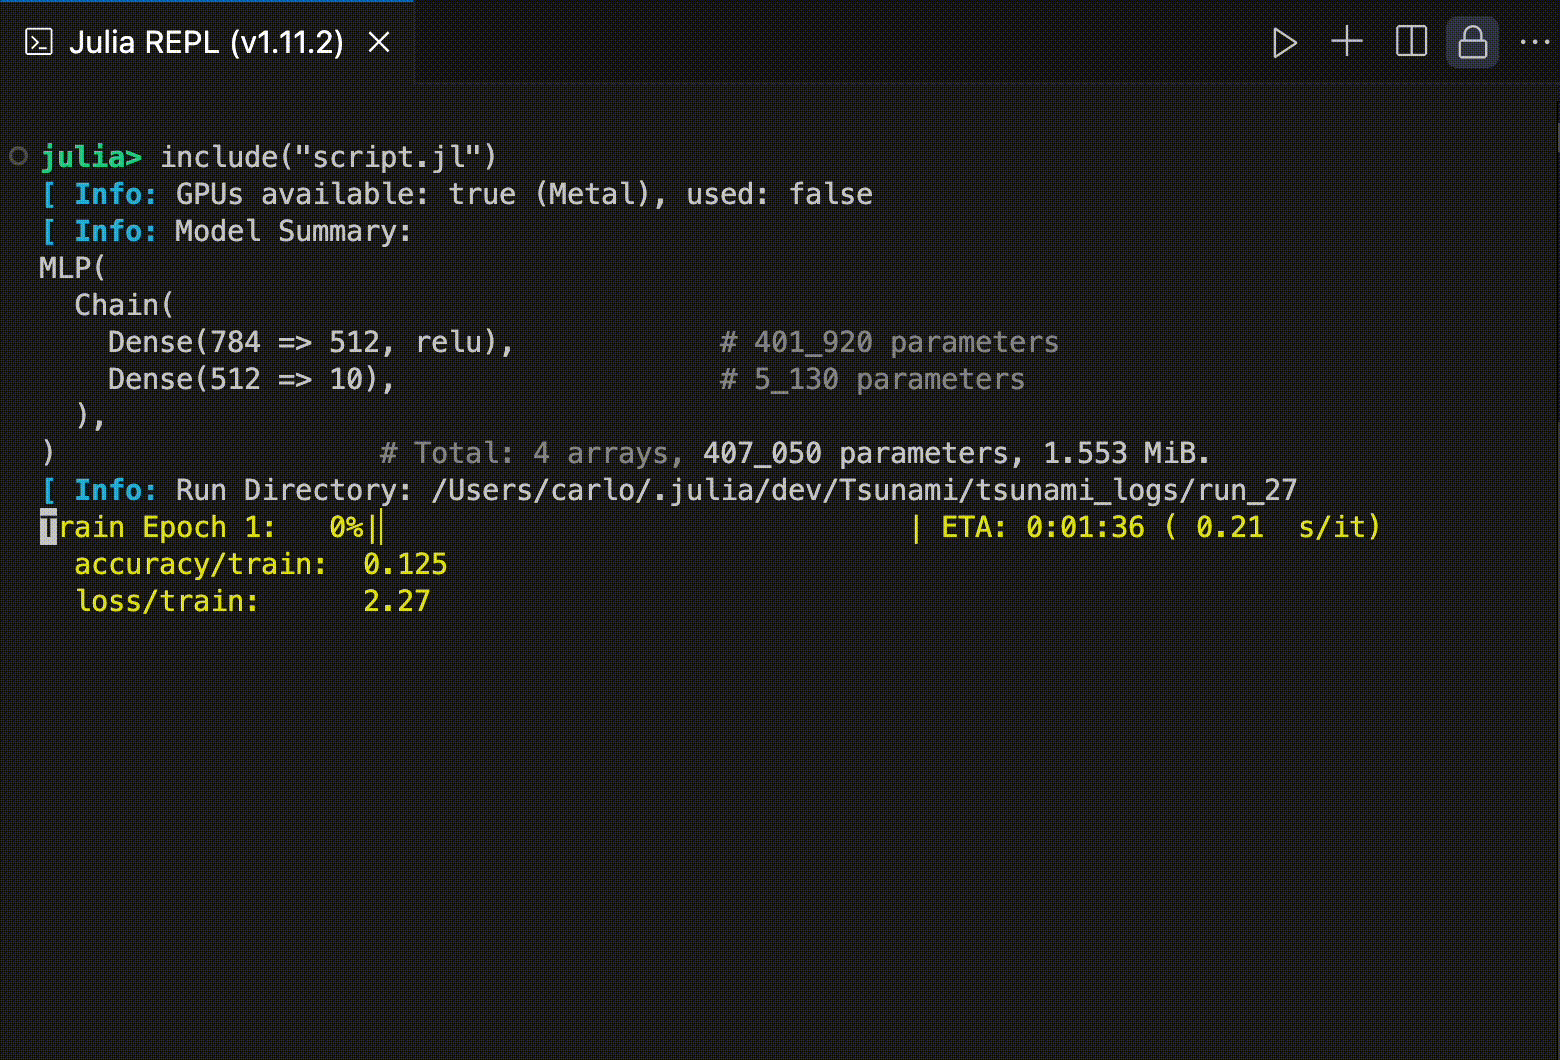 Julia REPL (v1.11.2)
julia> include("script.jl")
[ Info: GPUs available: true (Metal), used: false
[ Info: Model Summary:
MLP(
  Chain(
    Dense(784 => 512, relu),            # 401_920 parameters
    Dense(512 => 10),                   # 5_130 parameters
  ),
)                   # Total: 4 arrays, 407_050 parameters, 1.553 MiB.
[ Info: Run Directory: /Users/carlo/.julia/dev/Tsunami/tsunami_logs/run_27
Train Epoch 1:   0%||                               | ETA: 0:01:36 ( 0.21  s/it)
  accuracy/train:  0.125
  loss/train:      2.27